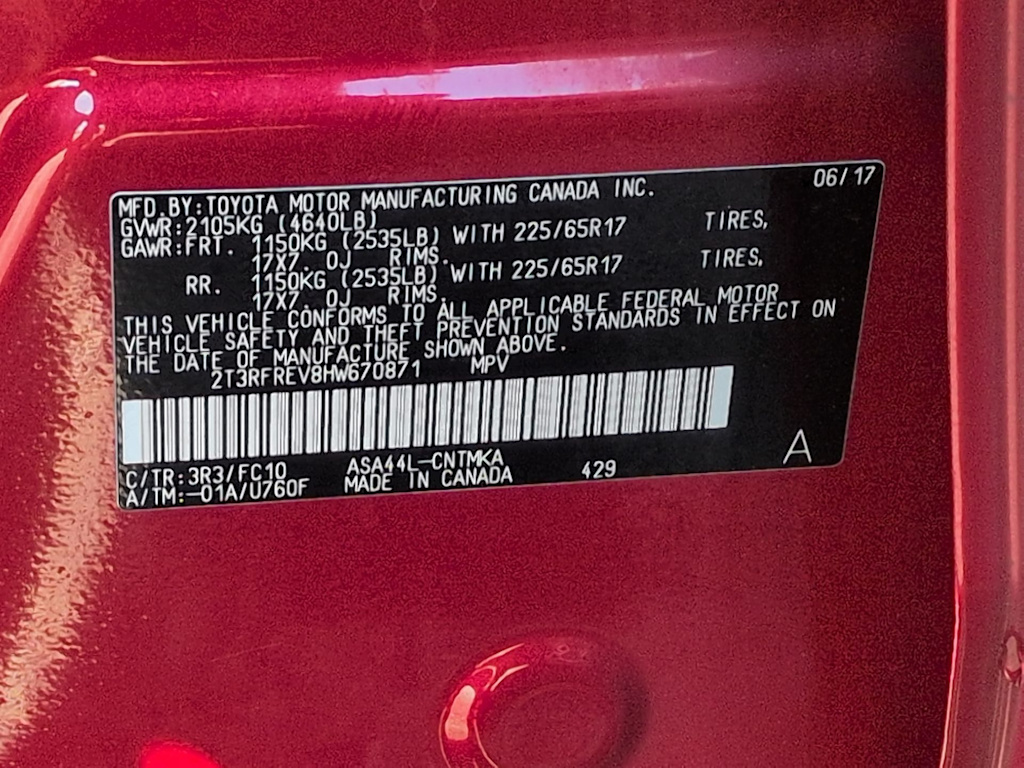 MFD.BY:TOYOTA MOTOR MANUFACTURING CANADA INC. 06/17
GVWR:2105KG (4640LB)
GAWR:FRT. 1150KG (2535LB) WITH 225/65R17 TIRES,
17X7. 0J RIMS.
RR. 1150KG (2535LB) WITH 225/65R17 TIRES,
17X7. 0J RIMS.
THIS VEHICLE CONFORMS TO ALL APPLICABLE FEDERAL MOTOR
VEHICLE SAFETY AND THEFT PREVENTION STANDARDS IN EFFECT ON
THE DATE OF MANUFACTURE SHOWN ABOVE.
2T3RFREV8HW670871 MPV
C/TR:3R3/FC10 ASA44L-CNTMKA 429 A
A/TM:-01A/U760F MADE IN CANADA